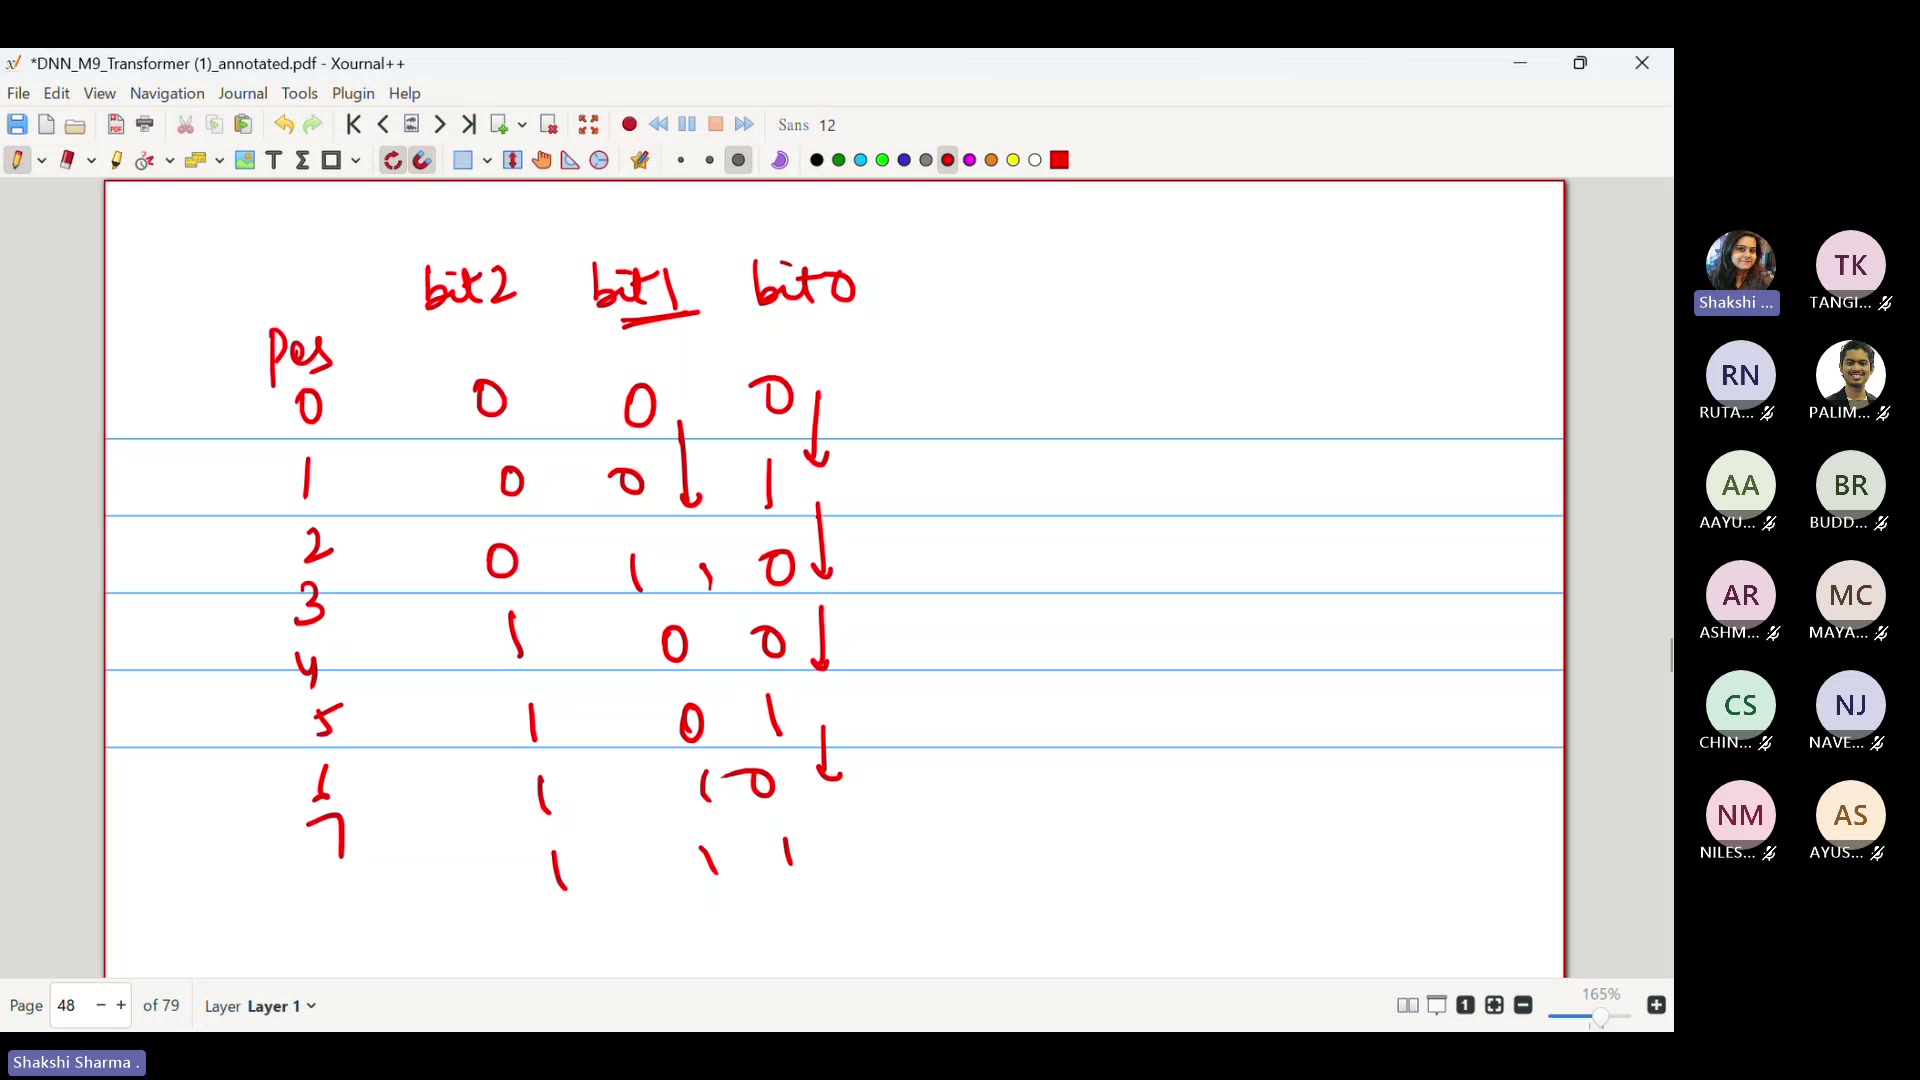 *DNN_M9_Transformer (1)_annotated.pdf - Xournal++
File Edit View Navigation Journal Tools Plugin Help
Sans 12
bit2 bit1 bit0
Pos
0 0 0 0
1 0 0 1
2 0 1 , 0
3 1 0 0
4
5 1 0 1
6 1 1 0
7 1 1 1
Shakshi ... TANGI...
TK
RN
RUTA... PALIM...
AA BR
AAYU... BUDD...
AR MC
ASHM... MAYA...
CS NJ
CHIN... NAVE...
NM AS
NILES... AYUS...
Page 48 - + of 79 Layer Layer 1
165%
1
Shakshi Sharma .